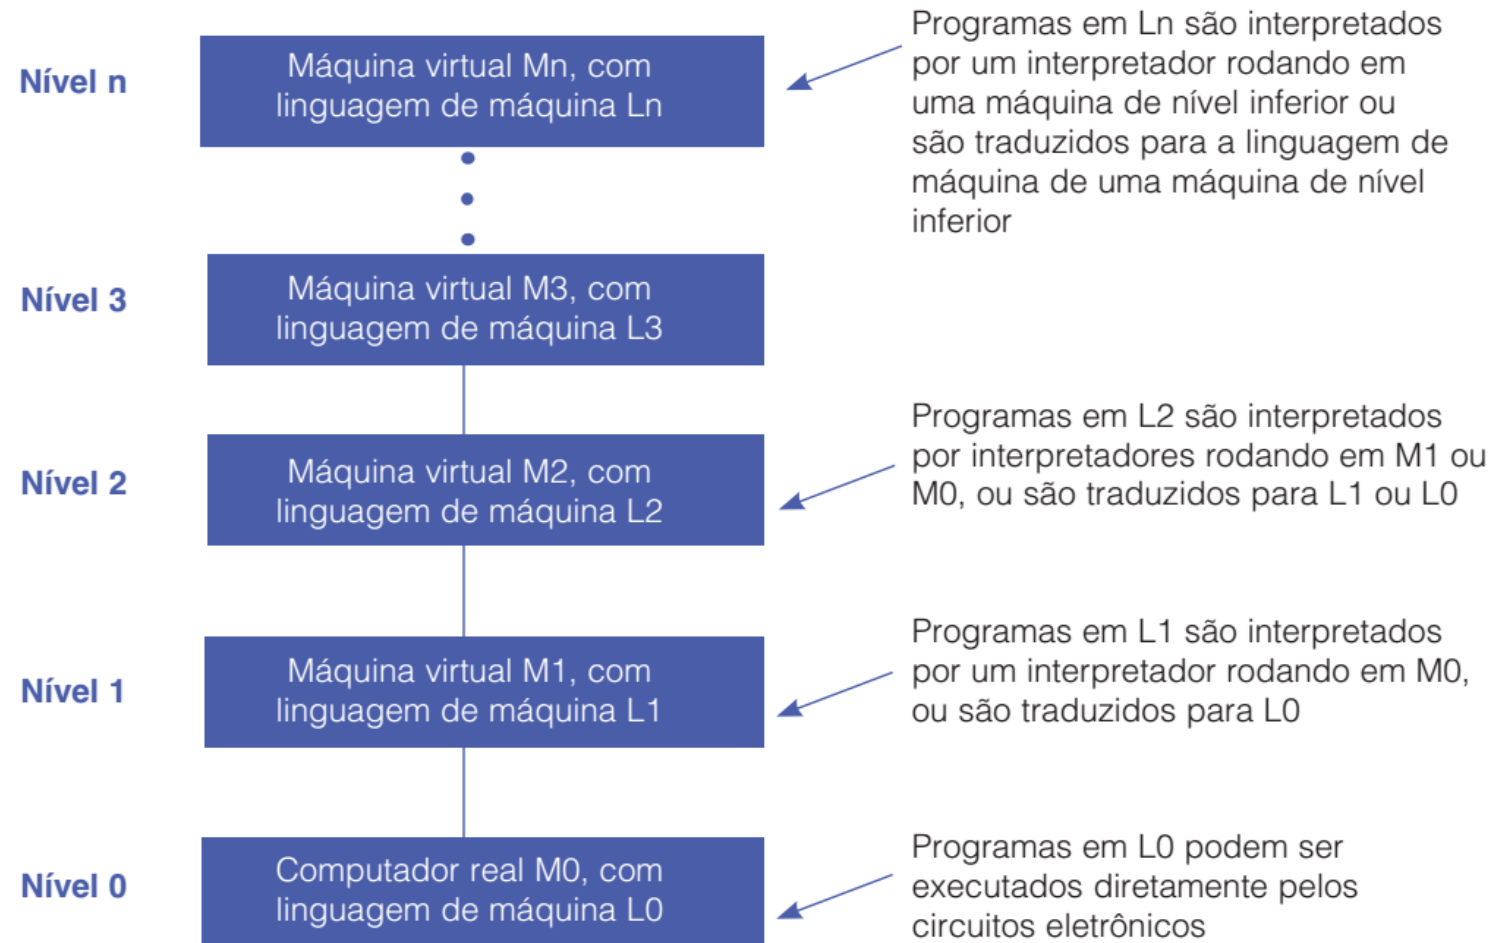 Nível n
Máquina virtual Mn, com
linguagem de máquina Ln
Programas em Ln são interpretados
por um interpretador rodando em
uma máquina de nível inferior ou
são traduzidos para a linguagem de
máquina de uma máquina de nível
inferior
Nível 3
Máquina virtual M3, com
linguagem de máquina L3
Nível 2
Máquina virtual M2, com
linguagem de máquina L2
Programas em L2 são interpretados
por interpretadores rodando em M1 ou
M0, ou são traduzidos para L1 ou L0
Nível 1
Máquina virtual M1, com
linguagem de máquina L1
Programas em L1 são interpretados
por um interpretador rodando em M0,
ou são traduzidos para L0
Nível 0
Computador real M0, com
linguagem de máquina L0
Programas em L0 podem ser
executados diretamente pelos
circuitos eletrônicos